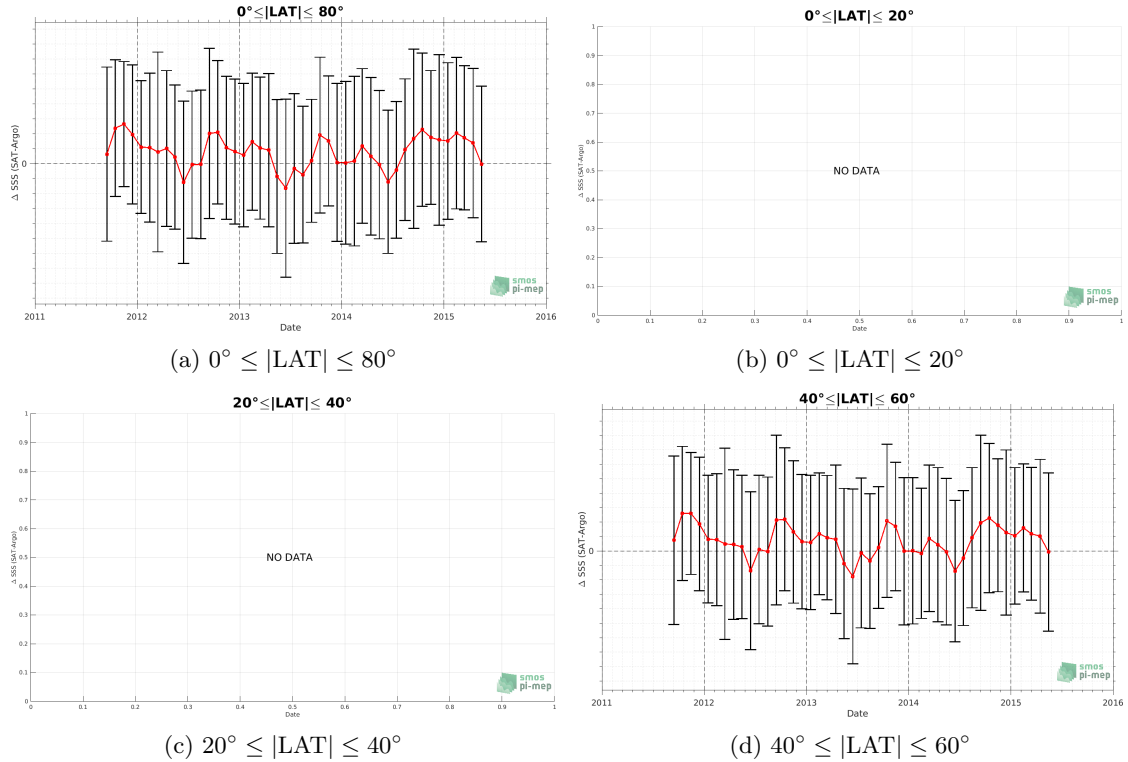 0°≤|LAT|≤ 80°
Δ SSS (SAT-Argo)
0
smos
pi-mep
2011 2012 2013 2014 2015 2016
Date
(a) 0° ≤ |LAT| ≤ 80°
0°≤|LAT|≤ 20°
1
0.9
0.8
0.7
0.6
0.5
0.4
0.3
0.2
0.1
0
Δ SSS (SAT-Argo)
NO DATA
smos
pi-mep
0 0.1 0.2 0.3 0.4 0.5 0.6 0.7 0.8 0.9 1
Date
(b) 0° ≤ |LAT| ≤ 20°
20°≤|LAT|≤ 40°
1
0.9
0.8
0.7
0.6
0.5
0.4
0.3
0.2
0.1
0
Δ SSS (SAT-Argo)
NO DATA
smos
pi-mep
0 0.1 0.2 0.3 0.4 0.5 0.6 0.7 0.8 0.9 1
Date
(c) 20° ≤ |LAT| ≤ 40°
40°≤|LAT|≤ 60°
Δ SSS (SAT-Argo)
0
smos
pi-mep
2011 2012 2013 2014 2015 2016
Date
(d) 40° ≤ |LAT| ≤ 60°